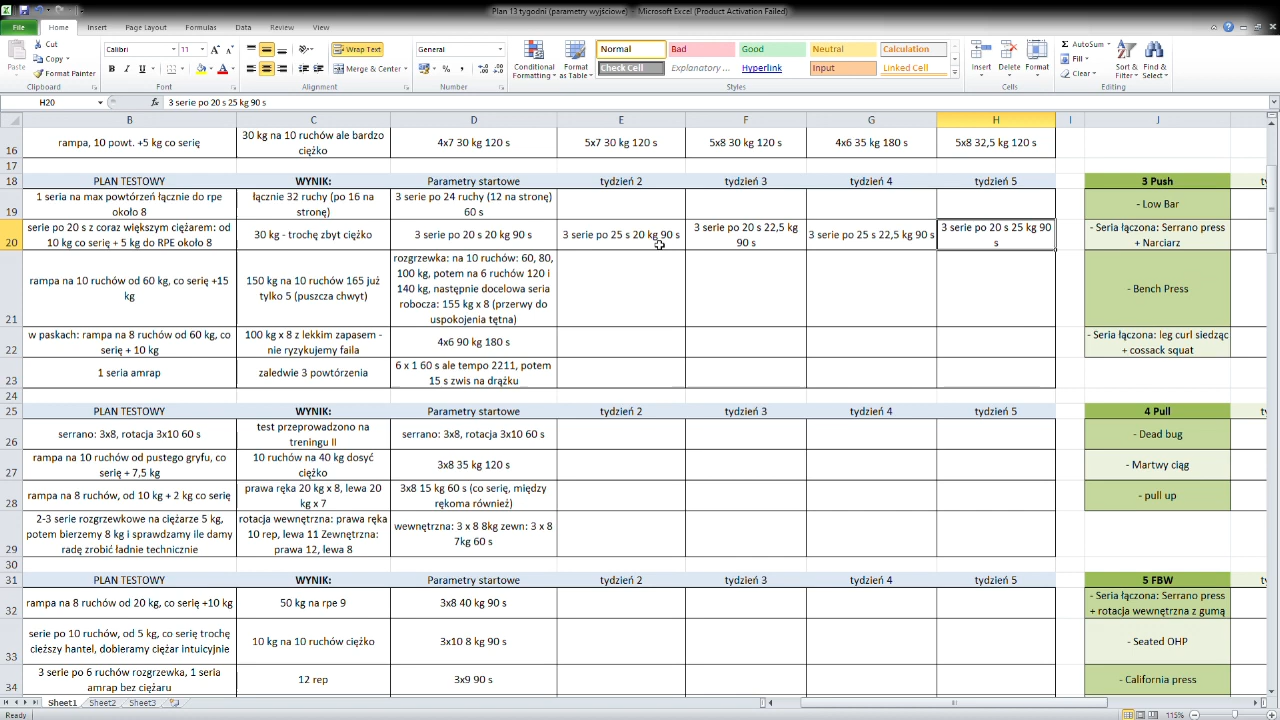 Plan 13 tygodni (parametry wyjściowe) - Microsoft Excel (Product Activation Failed)
File Home Insert Page Layout Formulas Data Review View
Cut
Copy
Format Painter
Paste
Clipboard
Calibri 11
B I U
Font
Wrap Text
Merge & Center
Alignment
General
Number
Conditional Formatting
Format as Table
Normal Bad Good Neutral Calculation
Check Cell Explanatory ... Hyperlink Input Linked Cell
Styles
Insert Delete Format
Cells
AutoSum
Fill
Clear
Sort & Filter
Find & Select
Editing
H20 fx 3 serie po 20 s 25 kg 90 s
B C D E F G H I J
16 rampa, 10 powt. +5 kg co serię 30 kg na 10 ruchów ale bardzo ciężko 4x7 30 kg 120 s 5x7 30 kg 120 s 5x8 30 kg 120 s 4x6 35 kg 180 s 5x8 32,5 kg 120 s
17
18 PLAN TESTOWY WYNIK: Parametry startowe tydzień 2 tydzień 3 tydzień 4 tydzień 5 3 Push
19 1 seria na max powtórzeń łącznie do rpe około 8 łącznie 32 ruchy (po 16 na stronę) 3 serie po 24 ruchy (12 na stronę) 60 s - Low Bar
20 serie po 20 s z coraz większym ciężarem: od 10 kg co serię + 5 kg do RPE około 8 30 kg - trochę zbyt ciężko 3 serie po 20 s 20 kg 90 s 3 serie po 25 s 20 kg 90 s 3 serie po 20 s 22,5 kg 90 s 3 serie po 25 s 22,5 kg 90 s 3 serie po 20 s 25 kg 90 s - Seria łączona: Serrano press + Narciarz
21 rampa na 10 ruchów od 60 kg, co serię +15 kg 150 kg na 10 ruchów 165 już tylko 5 (puszcza chwyt) rozgrzewka: na 10 ruchów: 60, 80, 100 kg, potem na 6 ruchów 120 i 140 kg, następnie docelowa seria robocza: 155 kg x 8 (przerwy do uspokojenia tętna) - Bench Press
22 w paskach: rampa na 8 ruchów od 60 kg, co serię + 10 kg 100 kg x 8 z lekkim zapasem - nie ryzykujemy faila 4x6 90 kg 180 s - Seria łączona: leg curl siedząc + cossack squat
23 1 seria amrap zaledwie 3 powtórzenia 6 x 1 60 s ale tempo 2211, potem 15 s zwis na drążku
24
25 PLAN TESTOWY WYNIK: Parametry startowe tydzień 2 tydzień 3 tydzień 4 tydzień 5 4 Pull
26 serrano: 3x8, rotacja 3x10 60 s test przeprowadzono na treningu II serrano: 3x8, rotacja 3x10 60 s - Dead bug
27 rampa na 10 ruchów od pustego gryfu, co serię + 7,5 kg 10 ruchów na 40 kg dosyć ciężko 3x8 35 kg 120 s - Martwy ciąg
28 rampa na 8 ruchów, od 10 kg + 2 kg co serię prawa ręka 20 kg x 8, lewa 20 kg x 7 3x8 15 kg 60 s (co serię, między rękoma również) - pull up
29 2-3 serie rozgrzewkowe na ciężarze 5 kg, potem bierzemy 8 kg i sprawdzamy ile damy radę zrobić ładnie technicznie rotacja wewnętrzna: prawa ręka 10 rep, lewa 11 Zewnętrzna: prawa 12, lewa 8 wewnętrzna: 3 x 8 8kg zewn: 3 x 8 7kg 60 s
30
31 PLAN TESTOWY WYNIK: Parametry startowe tydzień 2 tydzień 3 tydzień 4 tydzień 5 5 FBW
32 rampa na 8 ruchów od 20 kg, co serię +10 kg 50 kg na rpe 9 3x8 40 kg 90 s - Seria łączona: Serrano press + rotacja wewnętrzna z gumą
33 serie po 10 ruchów, od 5 kg, co serię trochę cieższy hantel, dobieramy ciężar intuicyjnie 10 kg na 10 ruchów ciężko 3x10 8 kg 90 s - Seated OHP
34 3 serie po 6 ruchów rozgrzewka, 1 seria amrap bez ciężaru 12 rep 3x9 90 s - California press
Sheet1 Sheet2 Sheet3
Ready 115%